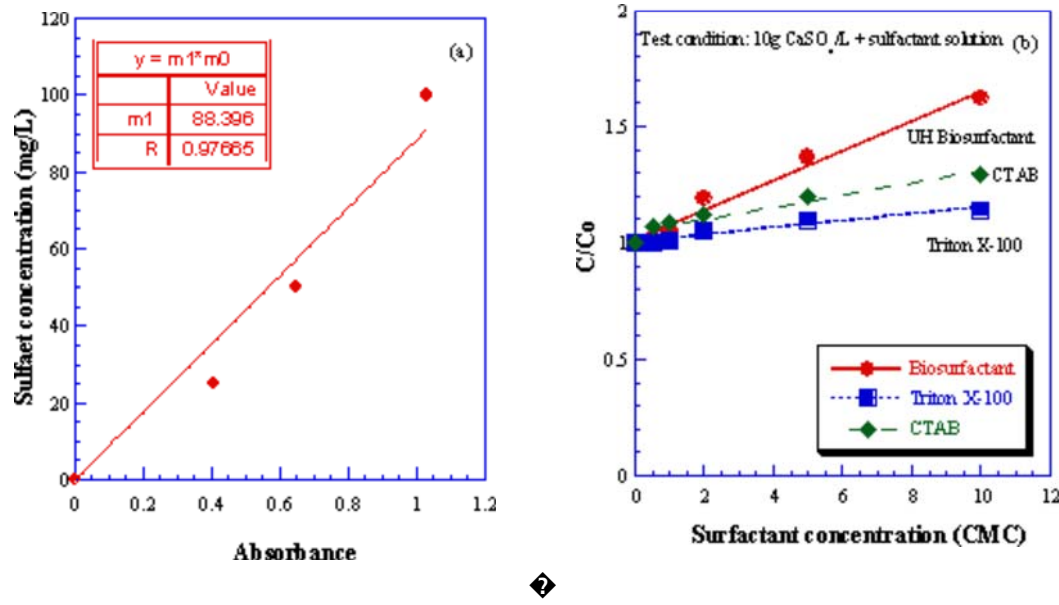 (a)
y = m1*m0
Value
m1 88.396
R 0.97665
Sulfaet concentration (mg/L)
120
100
80
60
40
20
0
0 0.2 0.4 0.6 0.8 1 1.2
Absorbance
Test condition: 10g CaSO4/L + sulfactant solution (b)
UH Biosurfactant
CTAB
Triton X-100
C/Co
2
1.5
1
0.5
0
Biosurfactant
Triton X-100
CTAB
0 2 4 6 8 10 12
Surfactant concentration (CMC)
�